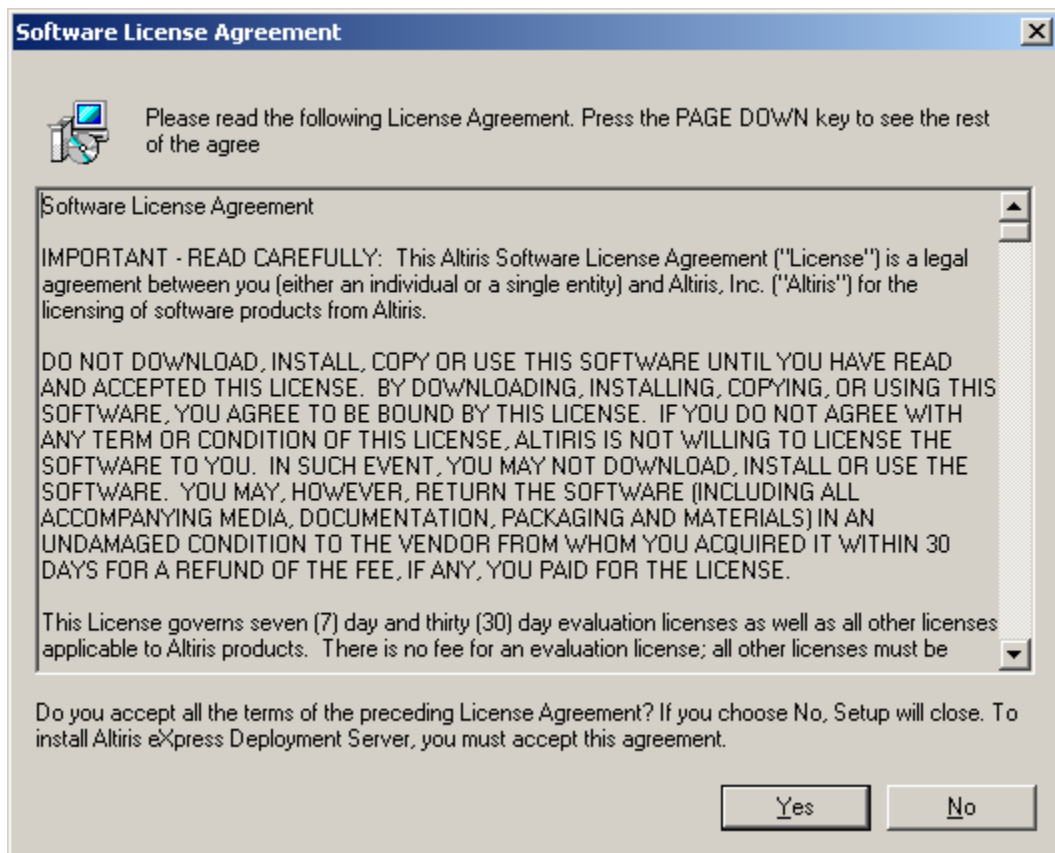 Software License Agreement
Please read the following License Agreement. Press the PAGE DOWN key to see the rest
of the agree
Software License Agreement
IMPORTANT - READ CAREFULLY:  This Altiris Software License Agreement ("License") is a legal
agreement between you (either an individual or a single entity) and Altiris, Inc. ("Altiris") for the
licensing of software products from Altiris.
DO NOT DOWNLOAD, INSTALL, COPY OR USE THIS SOFTWARE UNTIL YOU HAVE READ
AND ACCEPTED THIS LICENSE.  BY DOWNLOADING, INSTALLING, COPYING, OR USING THIS
SOFTWARE, YOU AGREE TO BE BOUND BY THIS LICENSE.  IF YOU DO NOT AGREE WITH
ANY TERM OR CONDITION OF THIS LICENSE, ALTIRIS IS NOT WILLING TO LICENSE THE
SOFTWARE TO YOU.  IN SUCH EVENT, YOU MAY NOT DOWNLOAD, INSTALL OR USE THE
SOFTWARE.  YOU MAY, HOWEVER, RETURN THE SOFTWARE (INCLUDING ALL
ACCOMPANYING MEDIA, DOCUMENTATION, PACKAGING AND MATERIALS) IN AN
UNDAMAGED CONDITION TO THE VENDOR FROM WHOM YOU ACQUIRED IT WITHIN 30
DAYS FOR A REFUND OF THE FEE, IF ANY, YOU PAID FOR THE LICENSE.
This License governs seven (7) day and thirty (30) day evaluation licenses as well as all other licenses
applicable to Altiris products.  There is no fee for an evaluation license; all other licenses must be
Do you accept all the terms of the preceding License Agreement? If you choose No, Setup will close. To
install Altiris eXpress Deployment Server, you must accept this agreement.
Yes
No